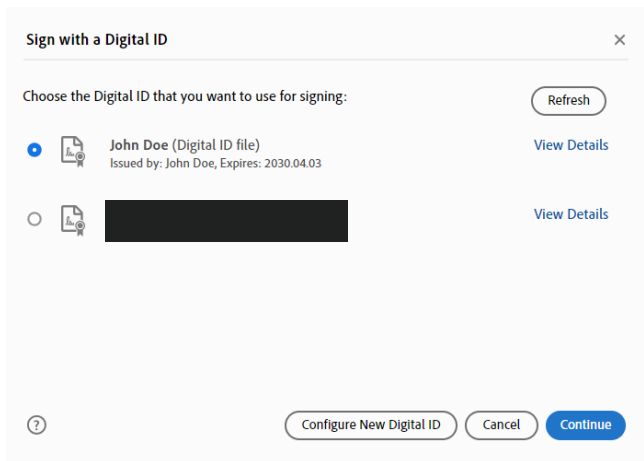 Sign with a Digital ID
Choose the Digital ID that you want to use for signing:
Refresh
John Doe (Digital ID file)
View Details
Issued by: John Doe, Expires: 2030.04.03
View Details
?
Configure New Digital ID
Cancel
Continue